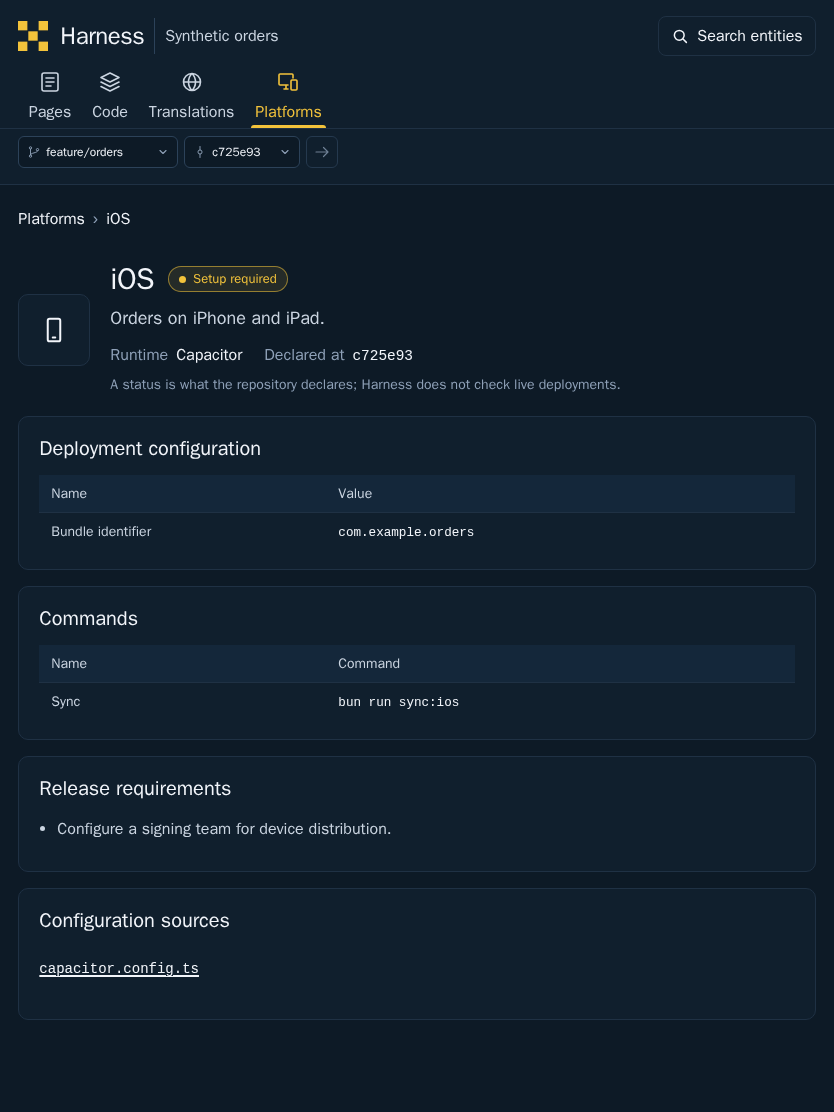 Harness
Synthetic orders
Search entities
Pages
Code
Translations
Platforms
feature/orders
c725e93
Platforms › iOS
iOS
Setup required
Orders on iPhone and iPad.
Runtime Capacitor Declared at c725e93
A status is what the repository declares; Harness does not check live deployments.
Deployment configuration
Name Value
Bundle identifier com.example.orders
Commands
Name Command
Sync bun run sync:ios
Release requirements
• Configure a signing team for device distribution.
Configuration sources
capacitor.config.ts